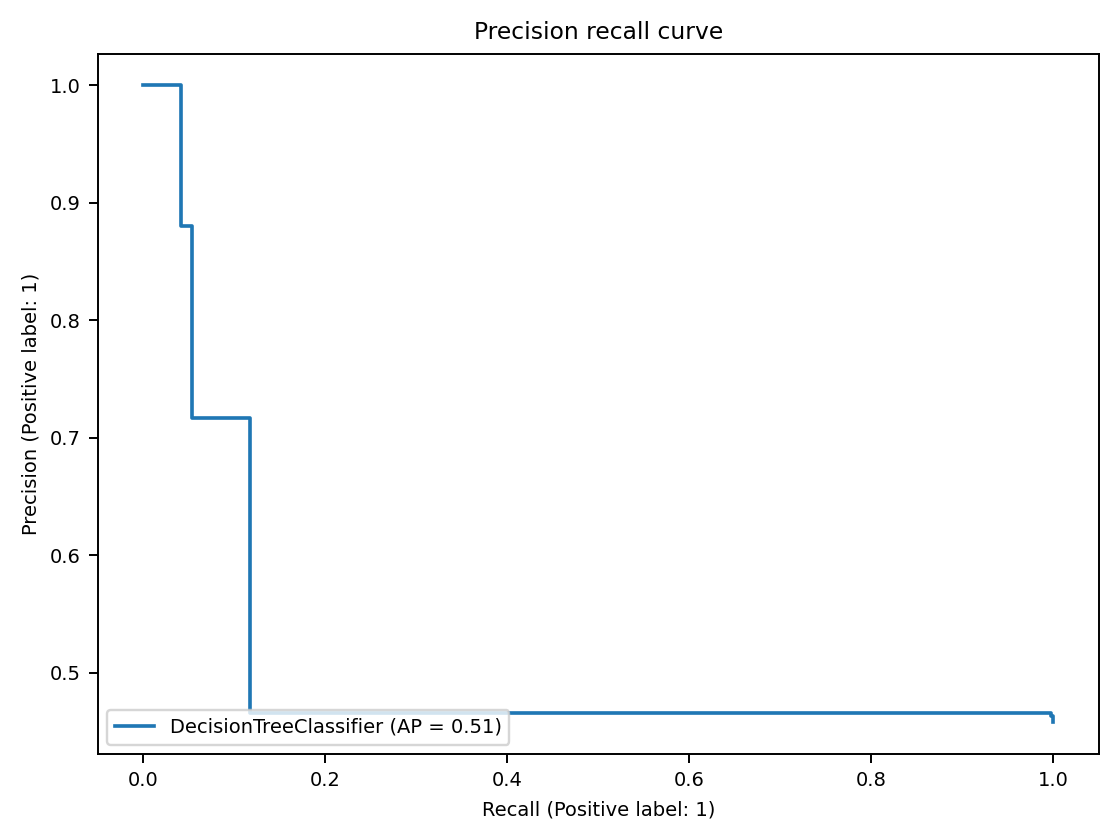 Precision recall curve
Precision (Positive label: 1)
1.0
0.9
0.8
0.7
0.6
0.5
DecisionTreeClassifier (AP = 0.51)
0.0 0.2 0.4 0.6 0.8 1.0
Recall (Positive label: 1)